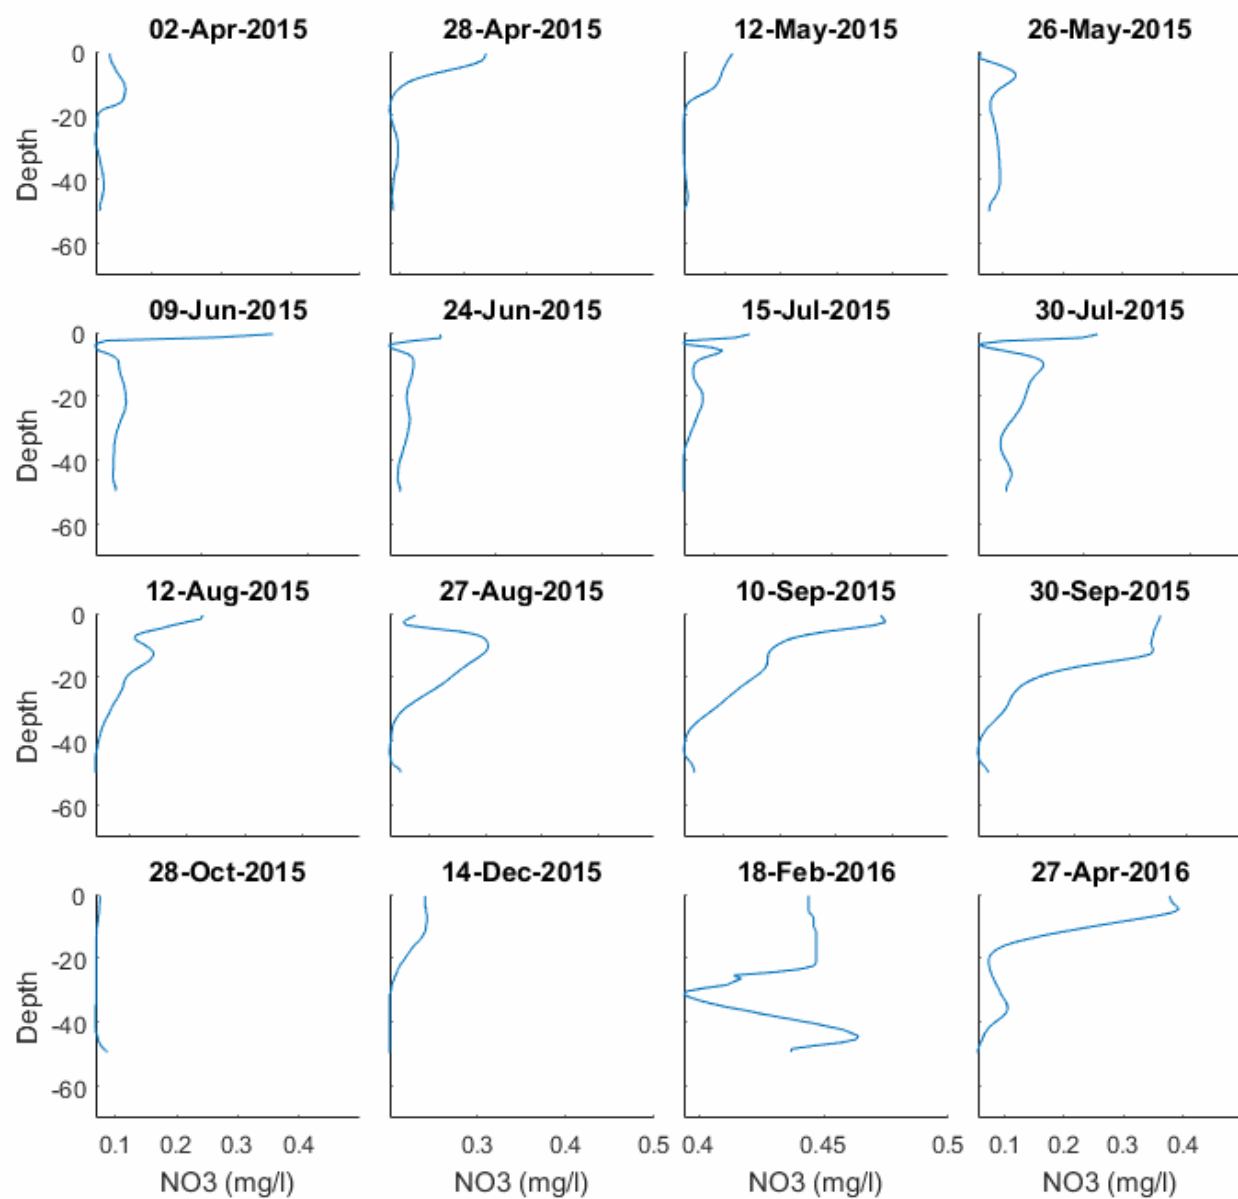 02-Apr-2015 28-Apr-2015 12-May-2015 26-May-2015
0
-20
-40
-60
Depth
09-Jun-2015 24-Jun-2015 15-Jul-2015 30-Jul-2015
0
-20
-40
-60
Depth
12-Aug-2015 27-Aug-2015 10-Sep-2015 30-Sep-2015
0
-20
-40
-60
Depth
28-Oct-2015 14-Dec-2015 18-Feb-2016 27-Apr-2016
0
-20
-40
-60
Depth
0.1 0.2 0.3 0.4 0.3 0.5 0.4 0.45 0.5 0.1 0.2 0.3 0.4
NO3 (mg/l) NO3 (mg/l) NO3 (mg/l) NO3 (mg/l)